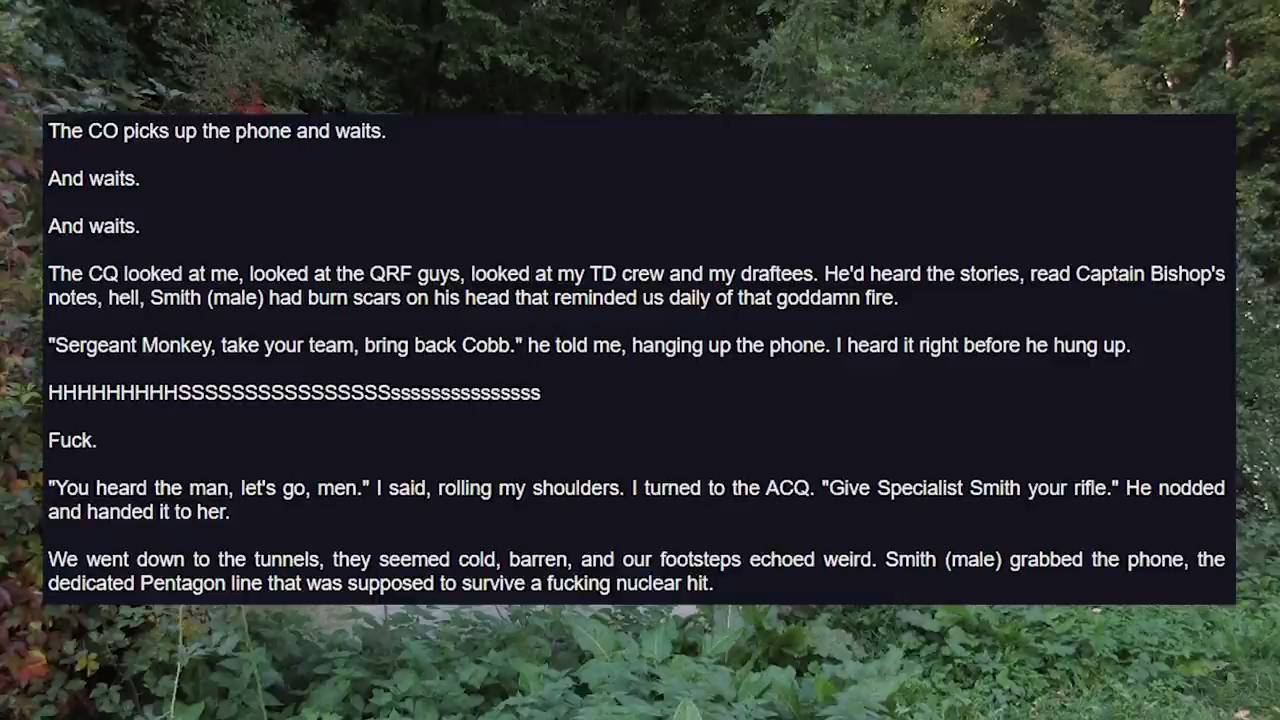 The CO picks up the phone and waits.
And waits.
And waits.
The CQ looked at me, looked at the QRF guys, looked at my TD crew and my draftees. He'd heard the stories, read Captain Bishop's
notes, hell, Smith (male) had burn scars on his head that reminded us daily of that goddamn fire.
"Sergeant Monkey, take your team, bring back Cobb." he told me, hanging up the phone. I heard it right before he hung up.
HHHHHHHHHSSSSSSSSSSSSSSSSssssssssssssssss
Fuck.
"You heard the man, let's go, men." I said, rolling my shoulders. I turned to the ACQ. "Give Specialist Smith your rifle." He nodded
and handed it to her.
We went down to the tunnels, they seemed cold, barren, and our footsteps echoed weird. Smith (male) grabbed the phone, the
dedicated Pentagon line that was supposed to survive a fucking nuclear hit.